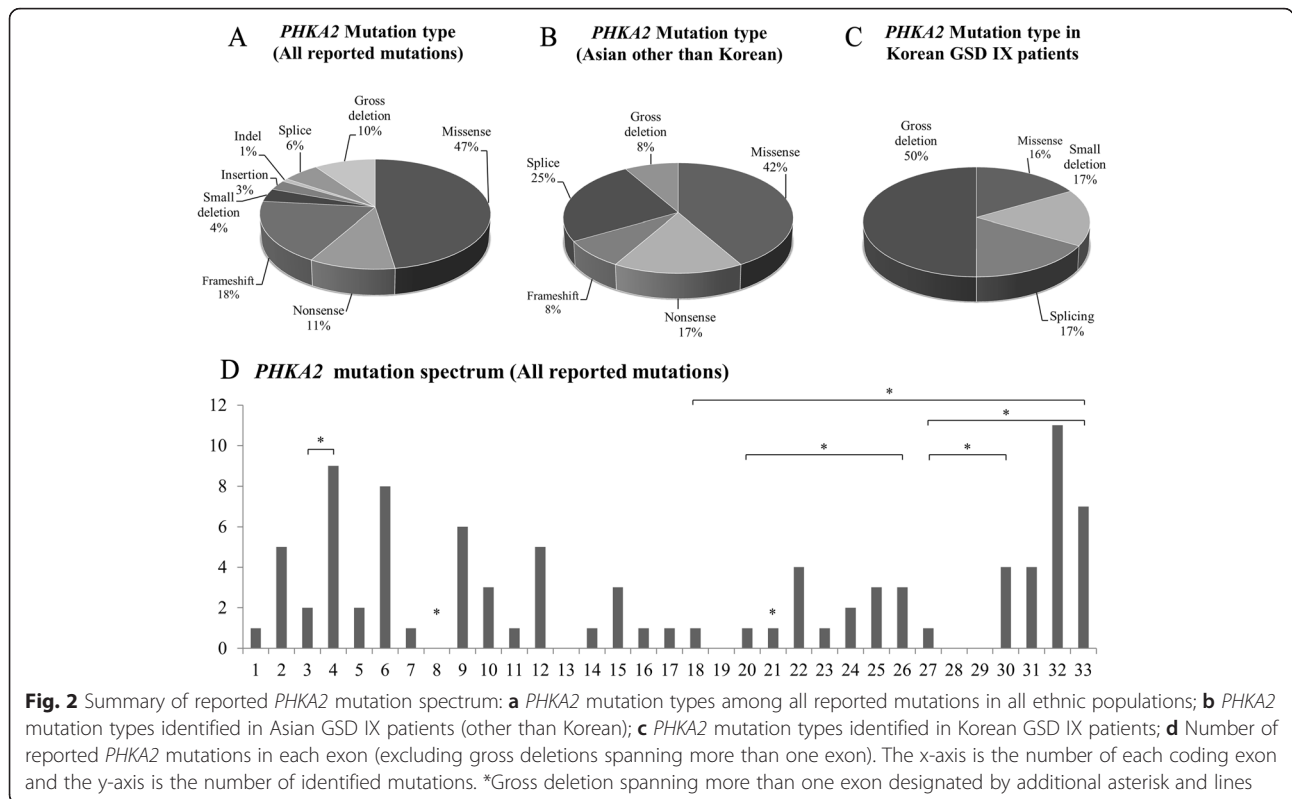 A
PHKA2 Mutation type
(All reported mutations)
Gross
deletion
10%
Missense
47%
Splice
6%
Indel
1%
Insertion
3%
Small
deletion
4%
Frameshift
18%
Nonsense
11%
B
PHKA2 Mutation type
(Asian other than Korean)
Gross
deletion
8%
Missense
42%
Splice
25%
Frameshift
8%
Nonsense
17%
C
PHKA2 Mutation type in
Korean GSD IX patients
Gross
deletion
50%
Missense
16%
Small
deletion
17%
Splicing
17%
D PHKA2 mutation spectrum (All reported mutations)
12
10
8
6
4
2
0
* * * * * * *
1 2 3 4 5 6 7 8 9 10 11 12 13 14 15 16 17 18 19 20 21 22 23 24 25 26 27 28 29 30 31 32 33
Fig. 2 Summary of reported PHKA2 mutation spectrum: a PHKA2 mutation types among all reported mutations in all ethnic populations; b PHKA2
mutation types identified in Asian GSD IX patients (other than Korean); c PHKA2 mutation types identified in Korean GSD IX patients; d Number of
reported PHKA2 mutations in each exon (excluding gross deletions spanning more than one exon). The x-axis is the number of each coding exon
and the y-axis is the number of identified mutations. *Gross deletion spanning more than one exon designated by additional asterisk and lines